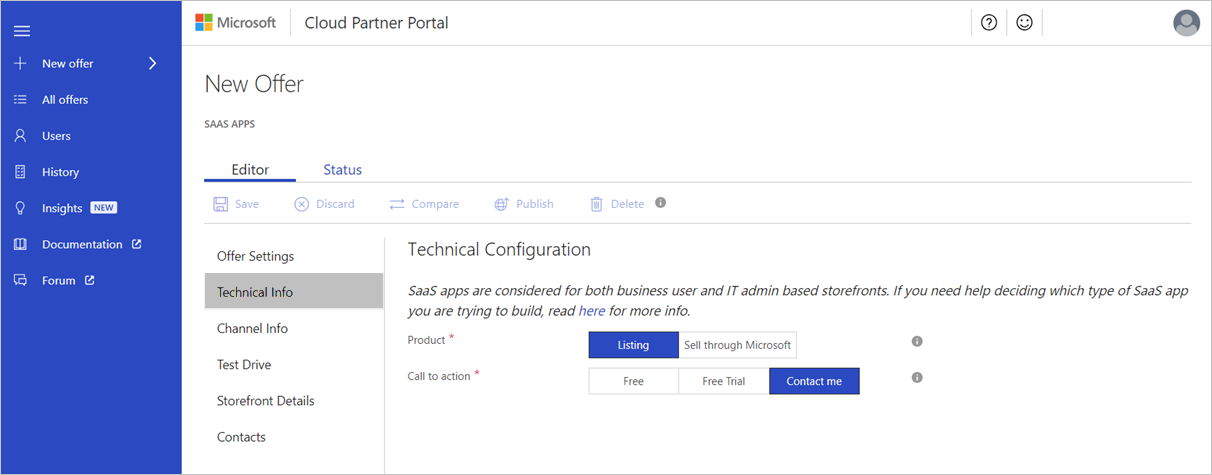 Microsoft
Cloud Partner Portal
New offer
All offers
Users
History
Insights NEW
Documentation
Forum
New Offer
SAAS APPS
Editor Status
Save Discard Compare Publish Delete
Offer Settings
Technical Info
Channel Info
Test Drive
Storefront Details
Contacts
Technical Configuration
SaaS apps are considered for both business user and IT admin based storefronts. If you need help deciding which type of SaaS app
you are trying to build, read here for more info.
Product * Listing Sell through Microsoft
Call to action * Free Free Trial Contact me